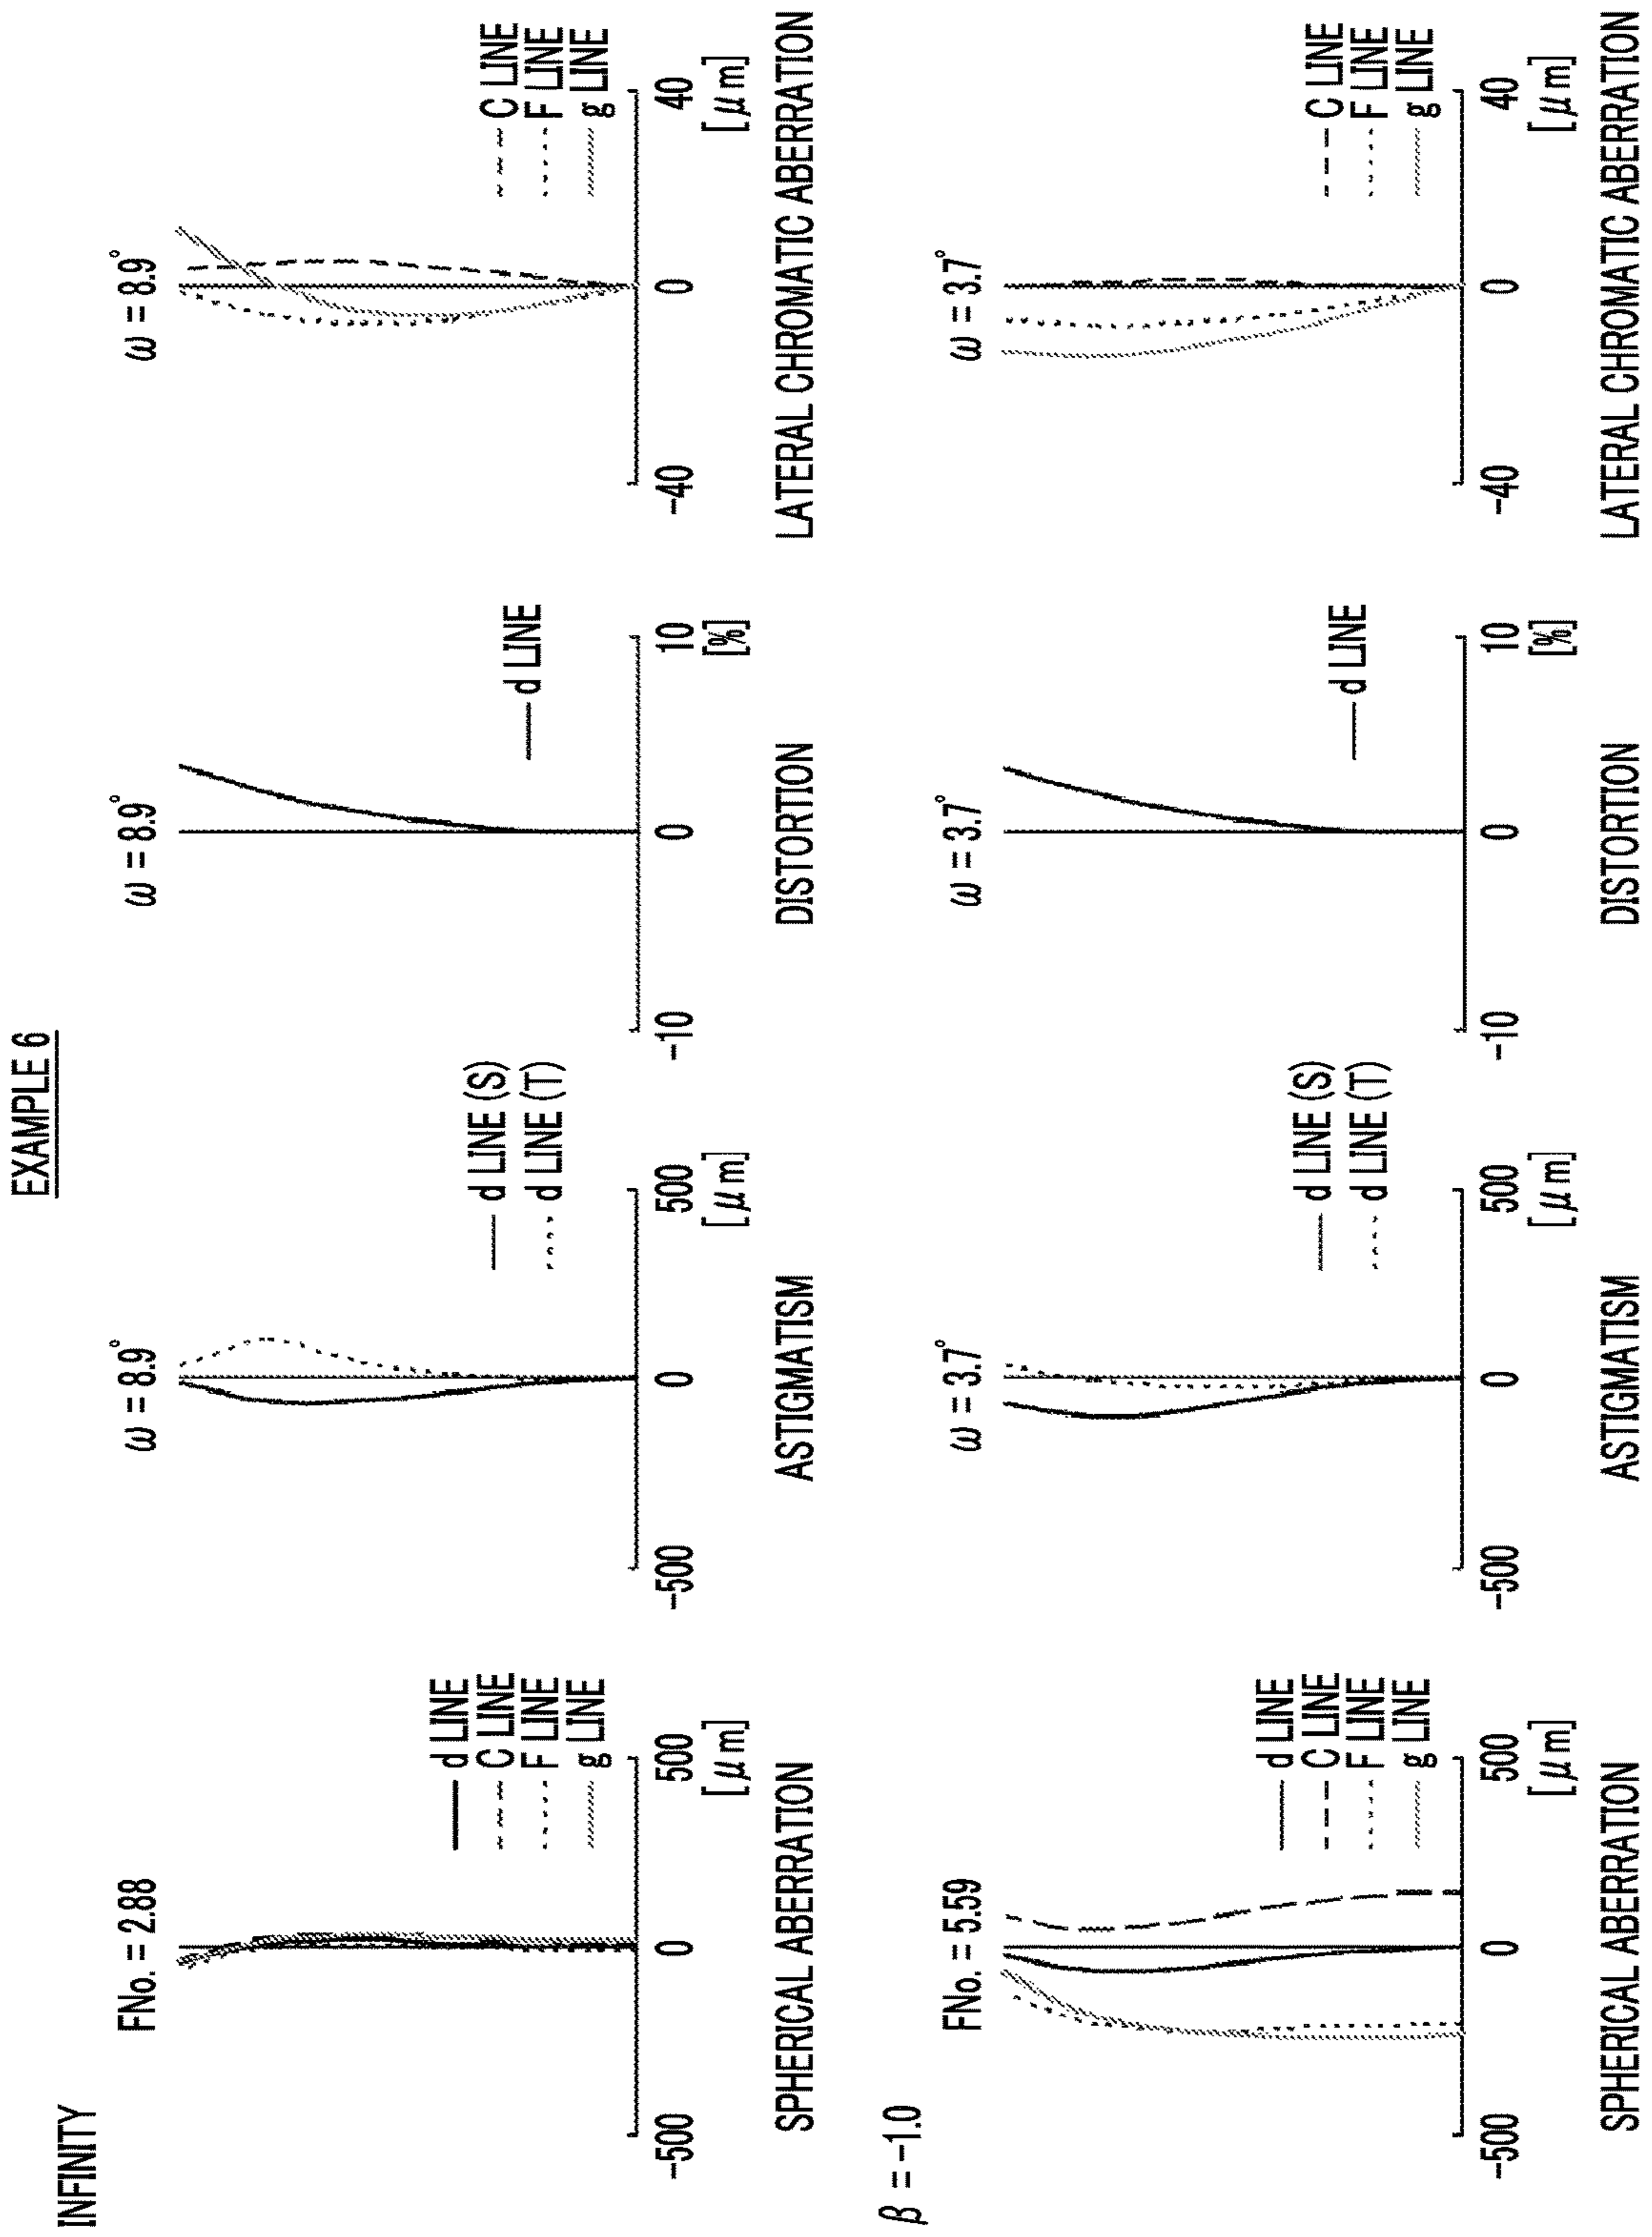 EXAMPLE 6
INFINITY
FNo. = 2.88
d LINE
C LINE
F LINE
g LINE
-500
0
500
[μm]
SPHERICAL ABERRATION
ω = 8.9°
d LINE (S)
d LINE (T)
-500
0
500
[μm]
ASTIGMATISM
ω = 8.9°
d LINE
-10
0
10
[%]
DISTORTION
ω = 8.9°
C LINE
F LINE
g LINE
-40
0
40
[μm]
LATERAL CHROMATIC ABERRATION
β = -1.0
FNo. = 5.59
d LINE
C LINE
F LINE
g LINE
-500
0
500
[μm]
SPHERICAL ABERRATION
ω = 3.7°
d LINE (S)
d LINE (T)
-500
0
500
[μm]
ASTIGMATISM
ω = 3.7°
d LINE
-10
0
10
[%]
DISTORTION
ω = 3.7°
C LINE
F LINE
g LINE
-40
0
40
[μm]
LATERAL CHROMATIC ABERRATION